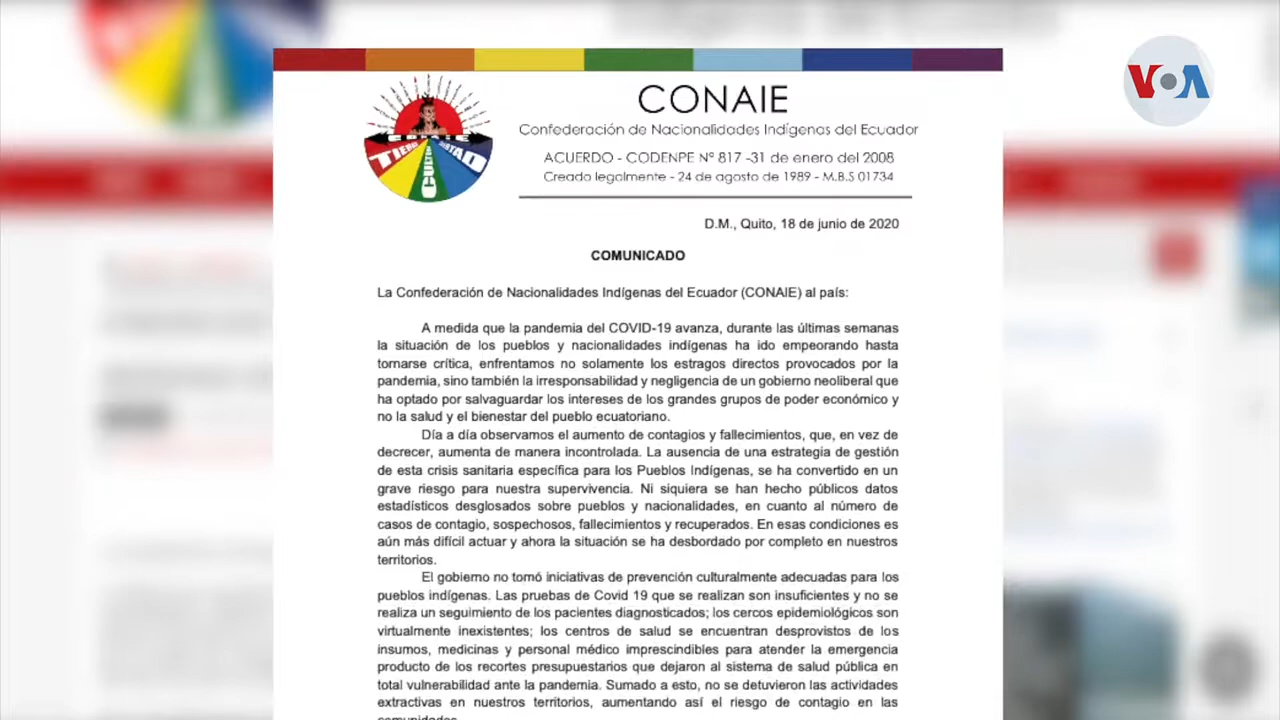 VOA
CONAIE
Confederación de Nacionalidades Indígenas del Ecuador
ACUERDO - CODENPE Nº 817 -31 de enero del 2008
Creado legalmente - 24 de agosto de 1989 - M.B.S 01734
CONAIE
CULTU
D.M., Quito, 18 de junio de 2020
COMUNICADO
La Confederación de Nacionalidades Indígenas del Ecuador (CONAIE) al país:
A medida que la pandemia del COVID-19 avanza, durante las últimas semanas
la situación de los pueblos y nacionalidades indígenas ha ido empeorando hasta
tornarse crítica, enfrentamos no solamente los estragos directos provocados por la
pandemia, sino también la irresponsabilidad y negligencia de un gobierno neoliberal que
ha optado por salvaguardar los intereses de los grandes grupos de poder económico y
no la salud y el bienestar del pueblo ecuatoriano.
Día a día observamos el aumento de contagios y fallecimientos, que, en vez de
decrecer, aumenta de manera incontrolada. La ausencia de una estrategia de gestión
de esta crisis sanitaria específica para los Pueblos Indígenas, se ha convertido en un
grave riesgo para nuestra supervivencia. Ni siquiera se han hecho públicos datos
estadísticos desglosados sobre pueblos y nacionalidades, en cuanto al número de
casos de contagio, sospechosos, fallecimientos y recuperados. En esas condiciones es
aún más difícil actuar y ahora la situación se ha desbordado por completo en nuestros
territorios.
El gobierno no tomó iniciativas de prevención culturalmente adecuadas para los
pueblos indígenas. Las pruebas de Covid 19 que se realizan son insuficientes y no se
realiza un seguimiento de los pacientes diagnosticados; los cercos epidemiológicos son
virtualmente inexistentes; los centros de salud se encuentran desprovistos de los
insumos, medicinas y personal médico imprescindibles para atender la emergencia
producto de los recortes presupuestarios que dejaron al sistema de salud pública en
total vulnerabilidad ante la pandemia. Sumado a esto, no se detuvieron las actividades
extractivas en nuestros territorios, aumentando así el riesgo de contagio en las
comunidades.